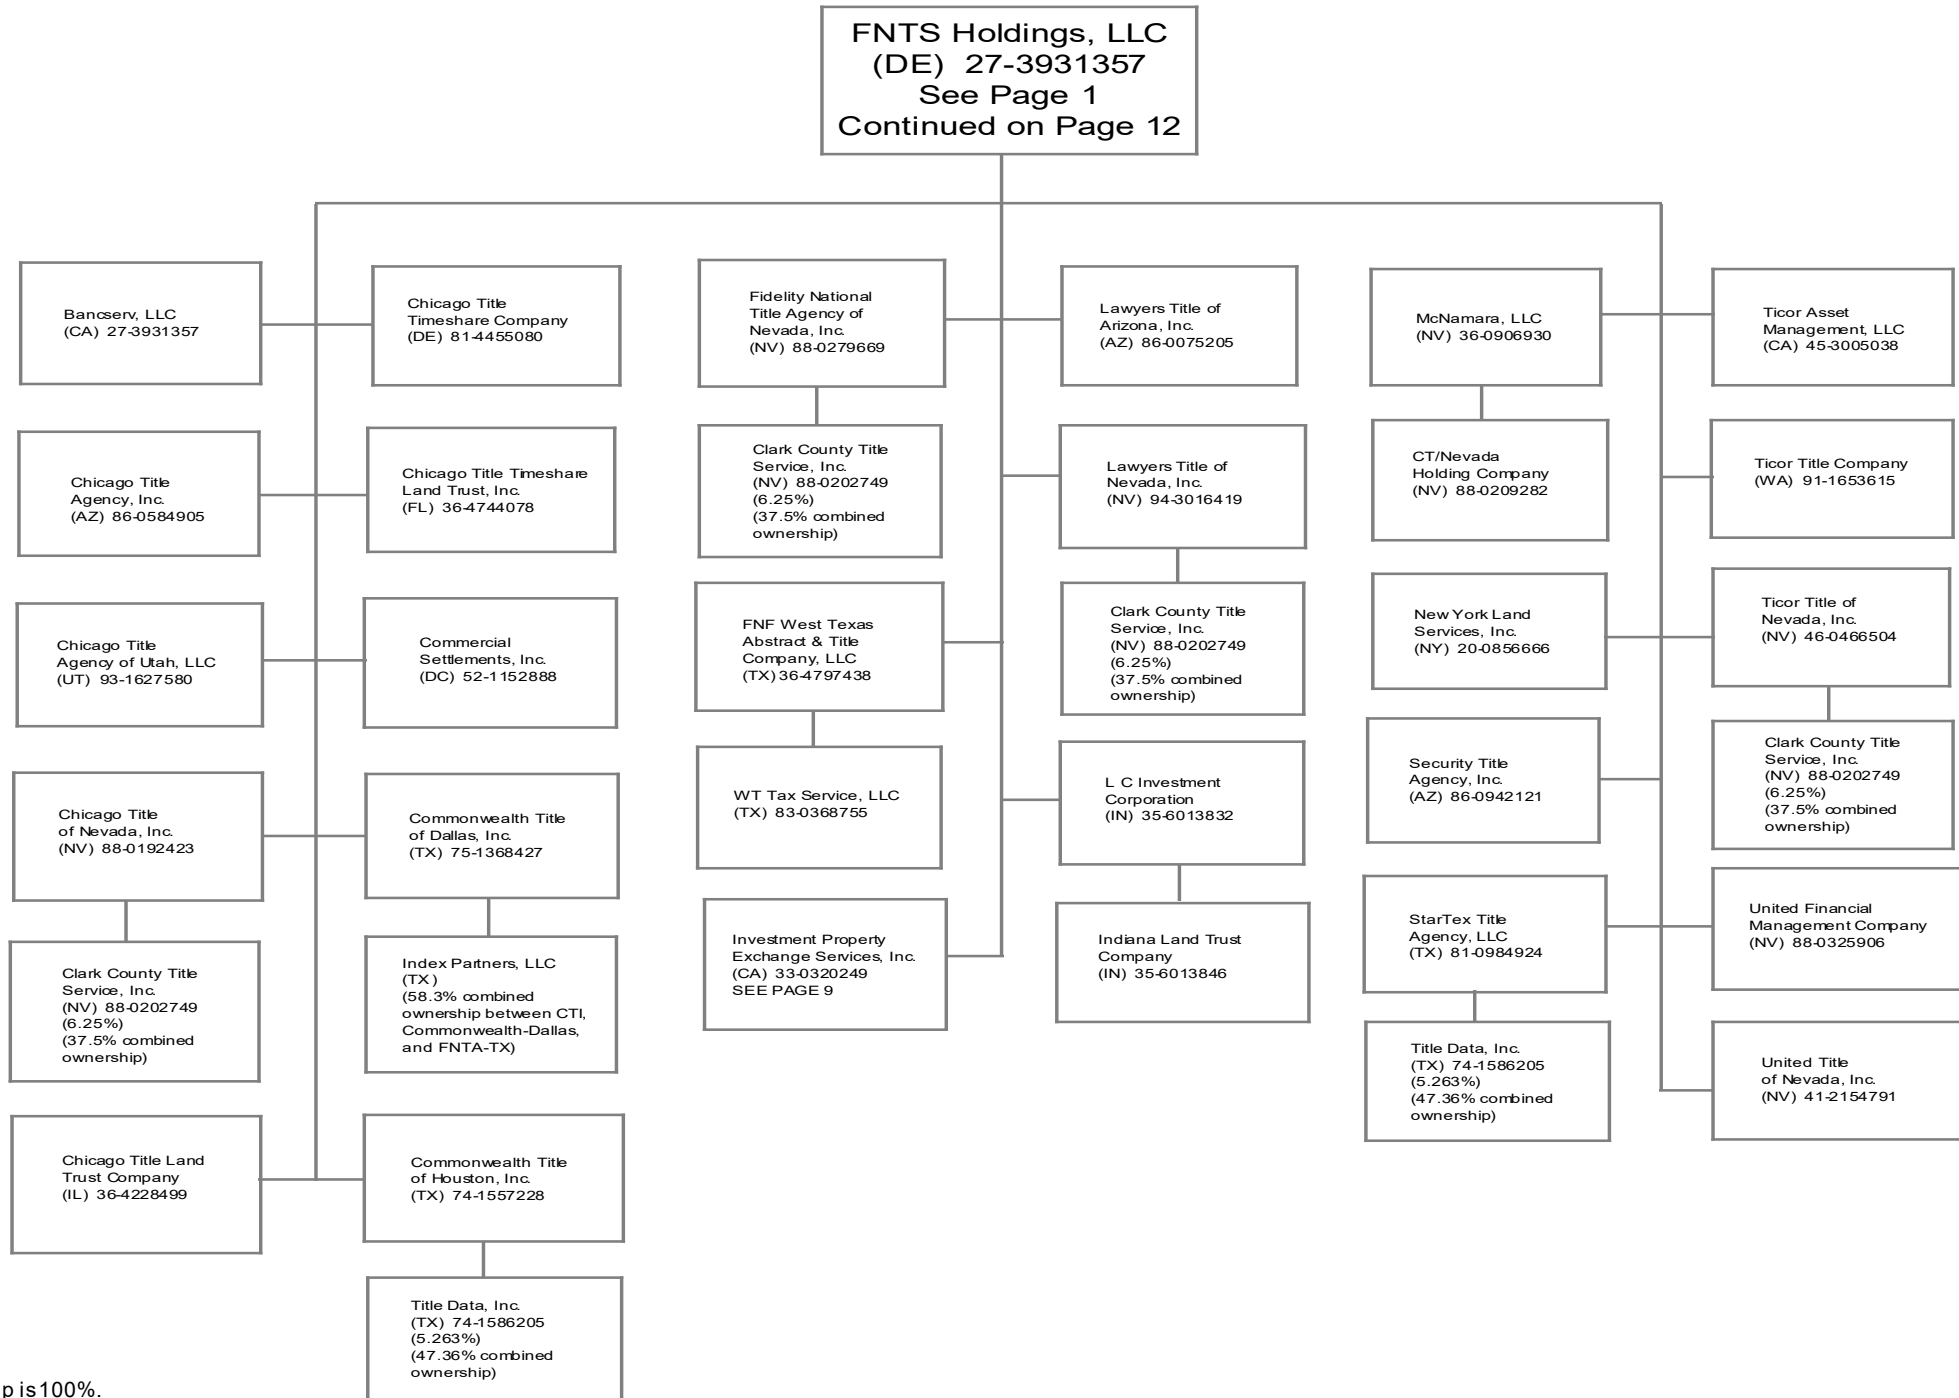 FNTS Holdings, LLC
(DE) 27-3931357
See Page 1
Continued on Page 12
Bancserv, LLC
(CA) 27-3931357
Chicago Title
Timeshare Company
(DE) 81-4455080
Fidelity National
Title Agency of
Nevada, Inc.
(NV) 88-0279669
Lawyers Title of
Arizona, Inc.
(AZ) 86-0075205
McNamara, LLC
(NV) 36-0906930
Ticor Asset
Management, LLC
(CA) 45-3005038
Chicago Title
Agency, Inc.
(AZ) 86-0584905
Chicago Title Timeshare
Land Trust, Inc.
(FL) 36-4744078
Clark County Title
Service, Inc.
(NV) 88-0202749
(6.25%)
(37.5% combined
ownership)
Lawyers Title of
Nevada, Inc.
(NV) 94-3016419
CT/Nevada
Holding Company
(NV) 88-0209282
Ticor Title Company
(WA) 91-1653615
Chicago Title
Agency of Utah, LLC
(UT) 93-1627580
Commercial
Settlements, Inc.
(DC) 52-1152888
FNF West Texas
Abstract & Title
Company, LLC
(TX) 36-4797438
Clark County Title
Service, Inc.
(NV) 88-0202749
(6.25%)
(37.5% combined
ownership)
New York Land
Services, Inc.
(NY) 20-0856666
Ticor Title of
Nevada, Inc.
(NV) 46-0466504
Chicago Title
of Nevada, Inc.
(NV) 88-0192423
Commonwealth Title
of Dallas, Inc.
(TX) 75-1368427
WT Tax Service, LLC
(TX) 83-0368755
L C Investment
Corporation
(IN) 35-6013832
Security Title
Agency, Inc.
(AZ) 86-0942121
Clark County Title
Service, Inc.
(NV) 88-0202749
(6.25%)
(37.5% combined
ownership)
Clark County Title
Service, Inc.
(NV) 88-0202749
(6.25%)
(37.5% combined
ownership)
Index Partners, LLC
(TX)
(58.3% combined
ownership between CTI,
Commonwealth-Dallas,
and FNTA-TX)
Investment Property
Exchange Services, Inc.
(CA) 33-0320249
SEE PAGE 9
Indiana Land Trust
Company
(IN) 35-6013846
StarTex Title
Agency, LLC
(TX) 81-0984924
United Financial
Management Company
(NV) 88-0325906
Chicago Title Land
Trust Company
(IL) 36-4228499
Commonwealth Title
of Houston, Inc.
(TX) 74-1557228
Title Data, Inc.
(TX) 74-1586205
(5.263%)
(47.36% combined
ownership)
United Title
of Nevada, Inc.
(NV) 41-2154791
Title Data, Inc.
(TX) 74-1586205
(5.263%)
(47.36% combined
ownership)
p is 100%.